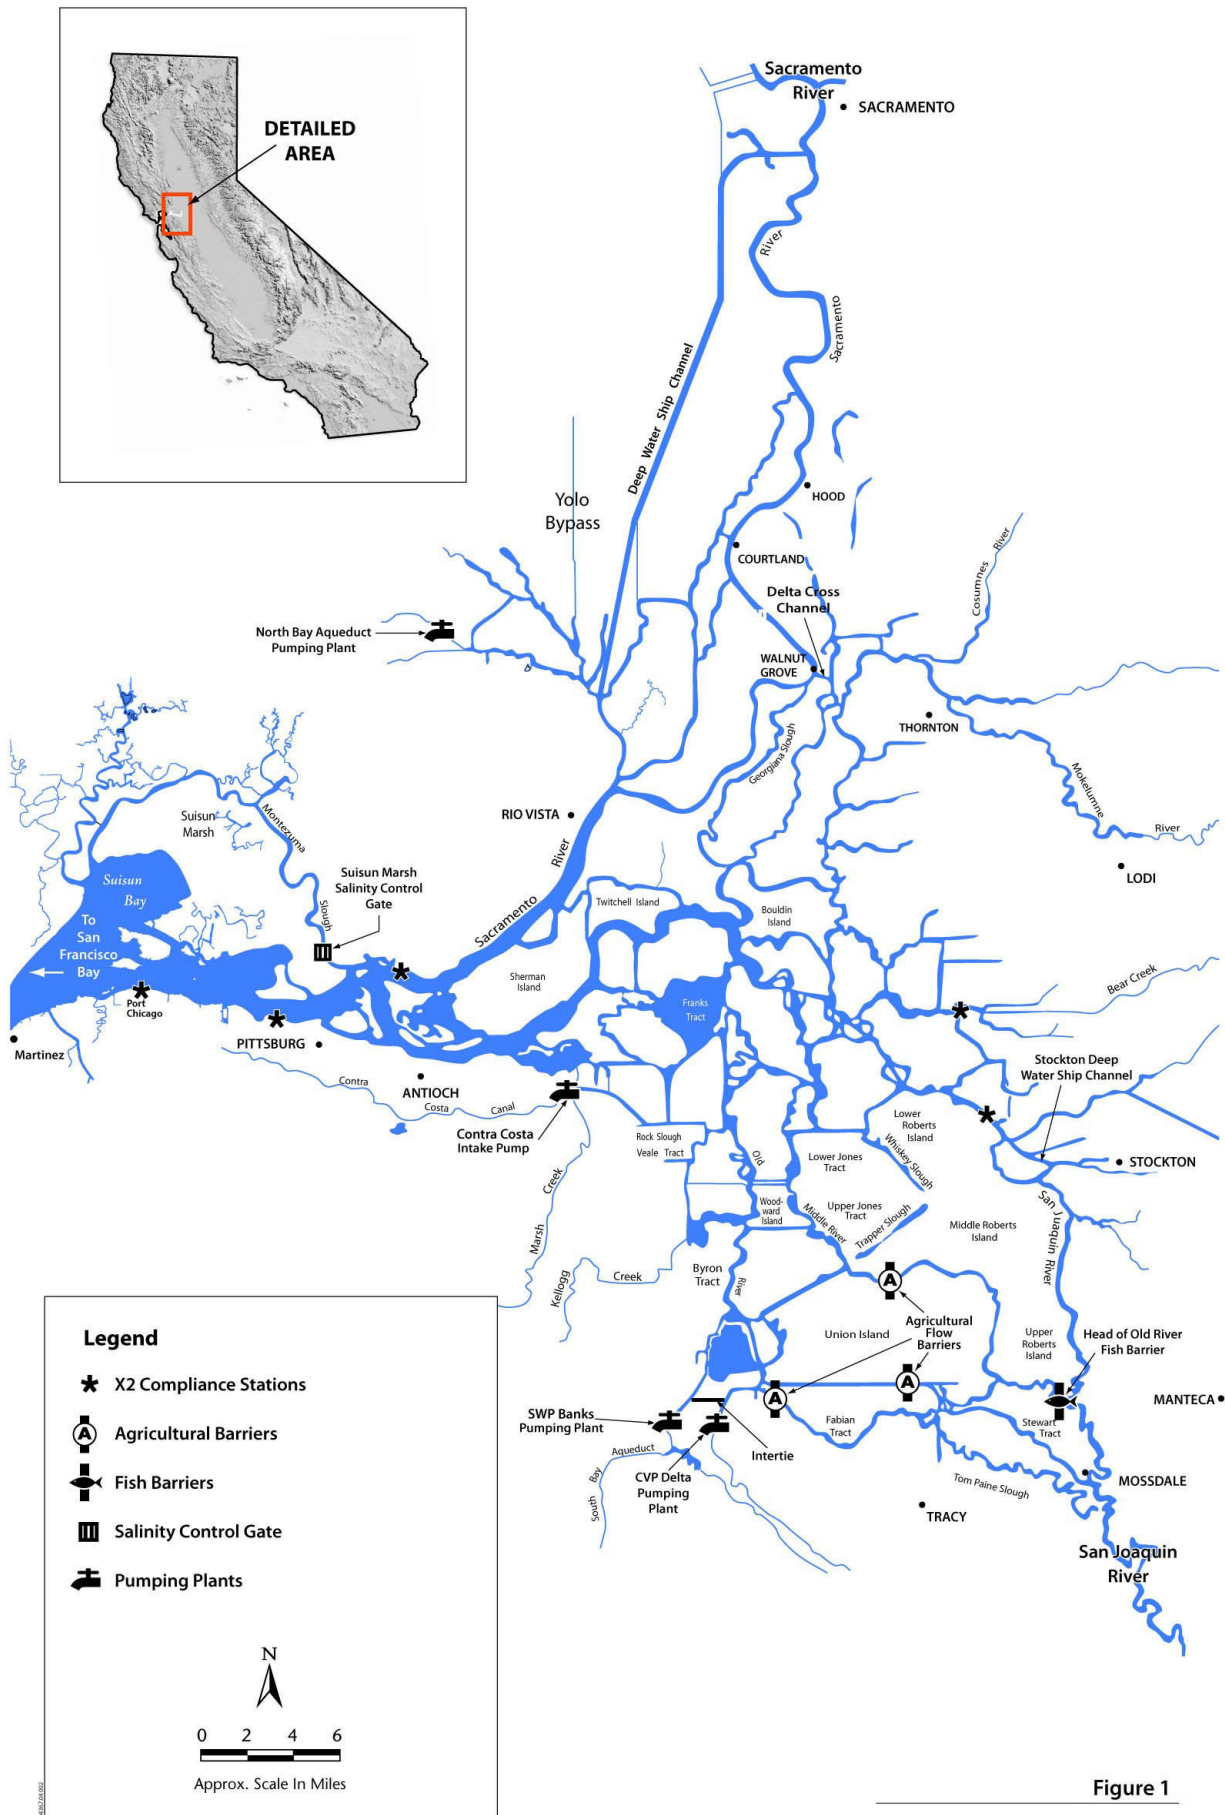 DETAILED
AREA
Sacramento
River
SACRAMENTO
River
Sacramento
Deep Water Ship Channel
Yolo
Bypass
HOOD
COURTLAND
Delta Cross
Channel
Cosumnes River
North Bay Aqueduct
Pumping Plant
WALNUT
GROVE
THORNTON
Georgiana Slough
Mokelumne
River
LODI
RIO VISTA
Suisun
Marsh
Montezuma
Slough
Suisun Marsh
Salinity Control
Gate
Suisun
Bay
To
San
Francisco
Bay
Sacramento
River
Twitchell Island
Bouldin
Island
Sherman
Island
Franks
Tract
Bear Creek
Port
Chicago
PITTSBURG
Martinez
ANTIOCH
Contra
Costa
Canal
Contra Costa
Intake Pump
Stockton Deep
Water Ship Channel
Lower
Roberts
Island
Rock Slough
Veale Tract
Old
Lower Jones
Tract
Whiskey Slough
STOCKTON
San Juaquin River
Wood-
ward
Island
Middle River
Upper Jones
Tract
Trapper Slough
Middle Roberts
Island
Marsh Creek
Kellogg
Creek
Byron
Tract
River
A
Agricultural
Flow
Barriers
Union Island
Upper
Roberts
Island
Head of Old River
Fish Barrier
A
A
MANTECA
SWP Banks
Pumping Plant
Fabian
Tract
Stewart
Tract
Intertie
South Bay
Aqueduct
CVP Delta
Pumping
Plant
Tom Paine Slough
MOSSDALE
TRACY
San Joaquin
River
Legend
X2 Compliance Stations
A
Agricultural Barriers
Fish Barriers
Salinity Control Gate
Pumping Plants
N
0 2 4 6
Approx. Scale In Miles
Figure 1